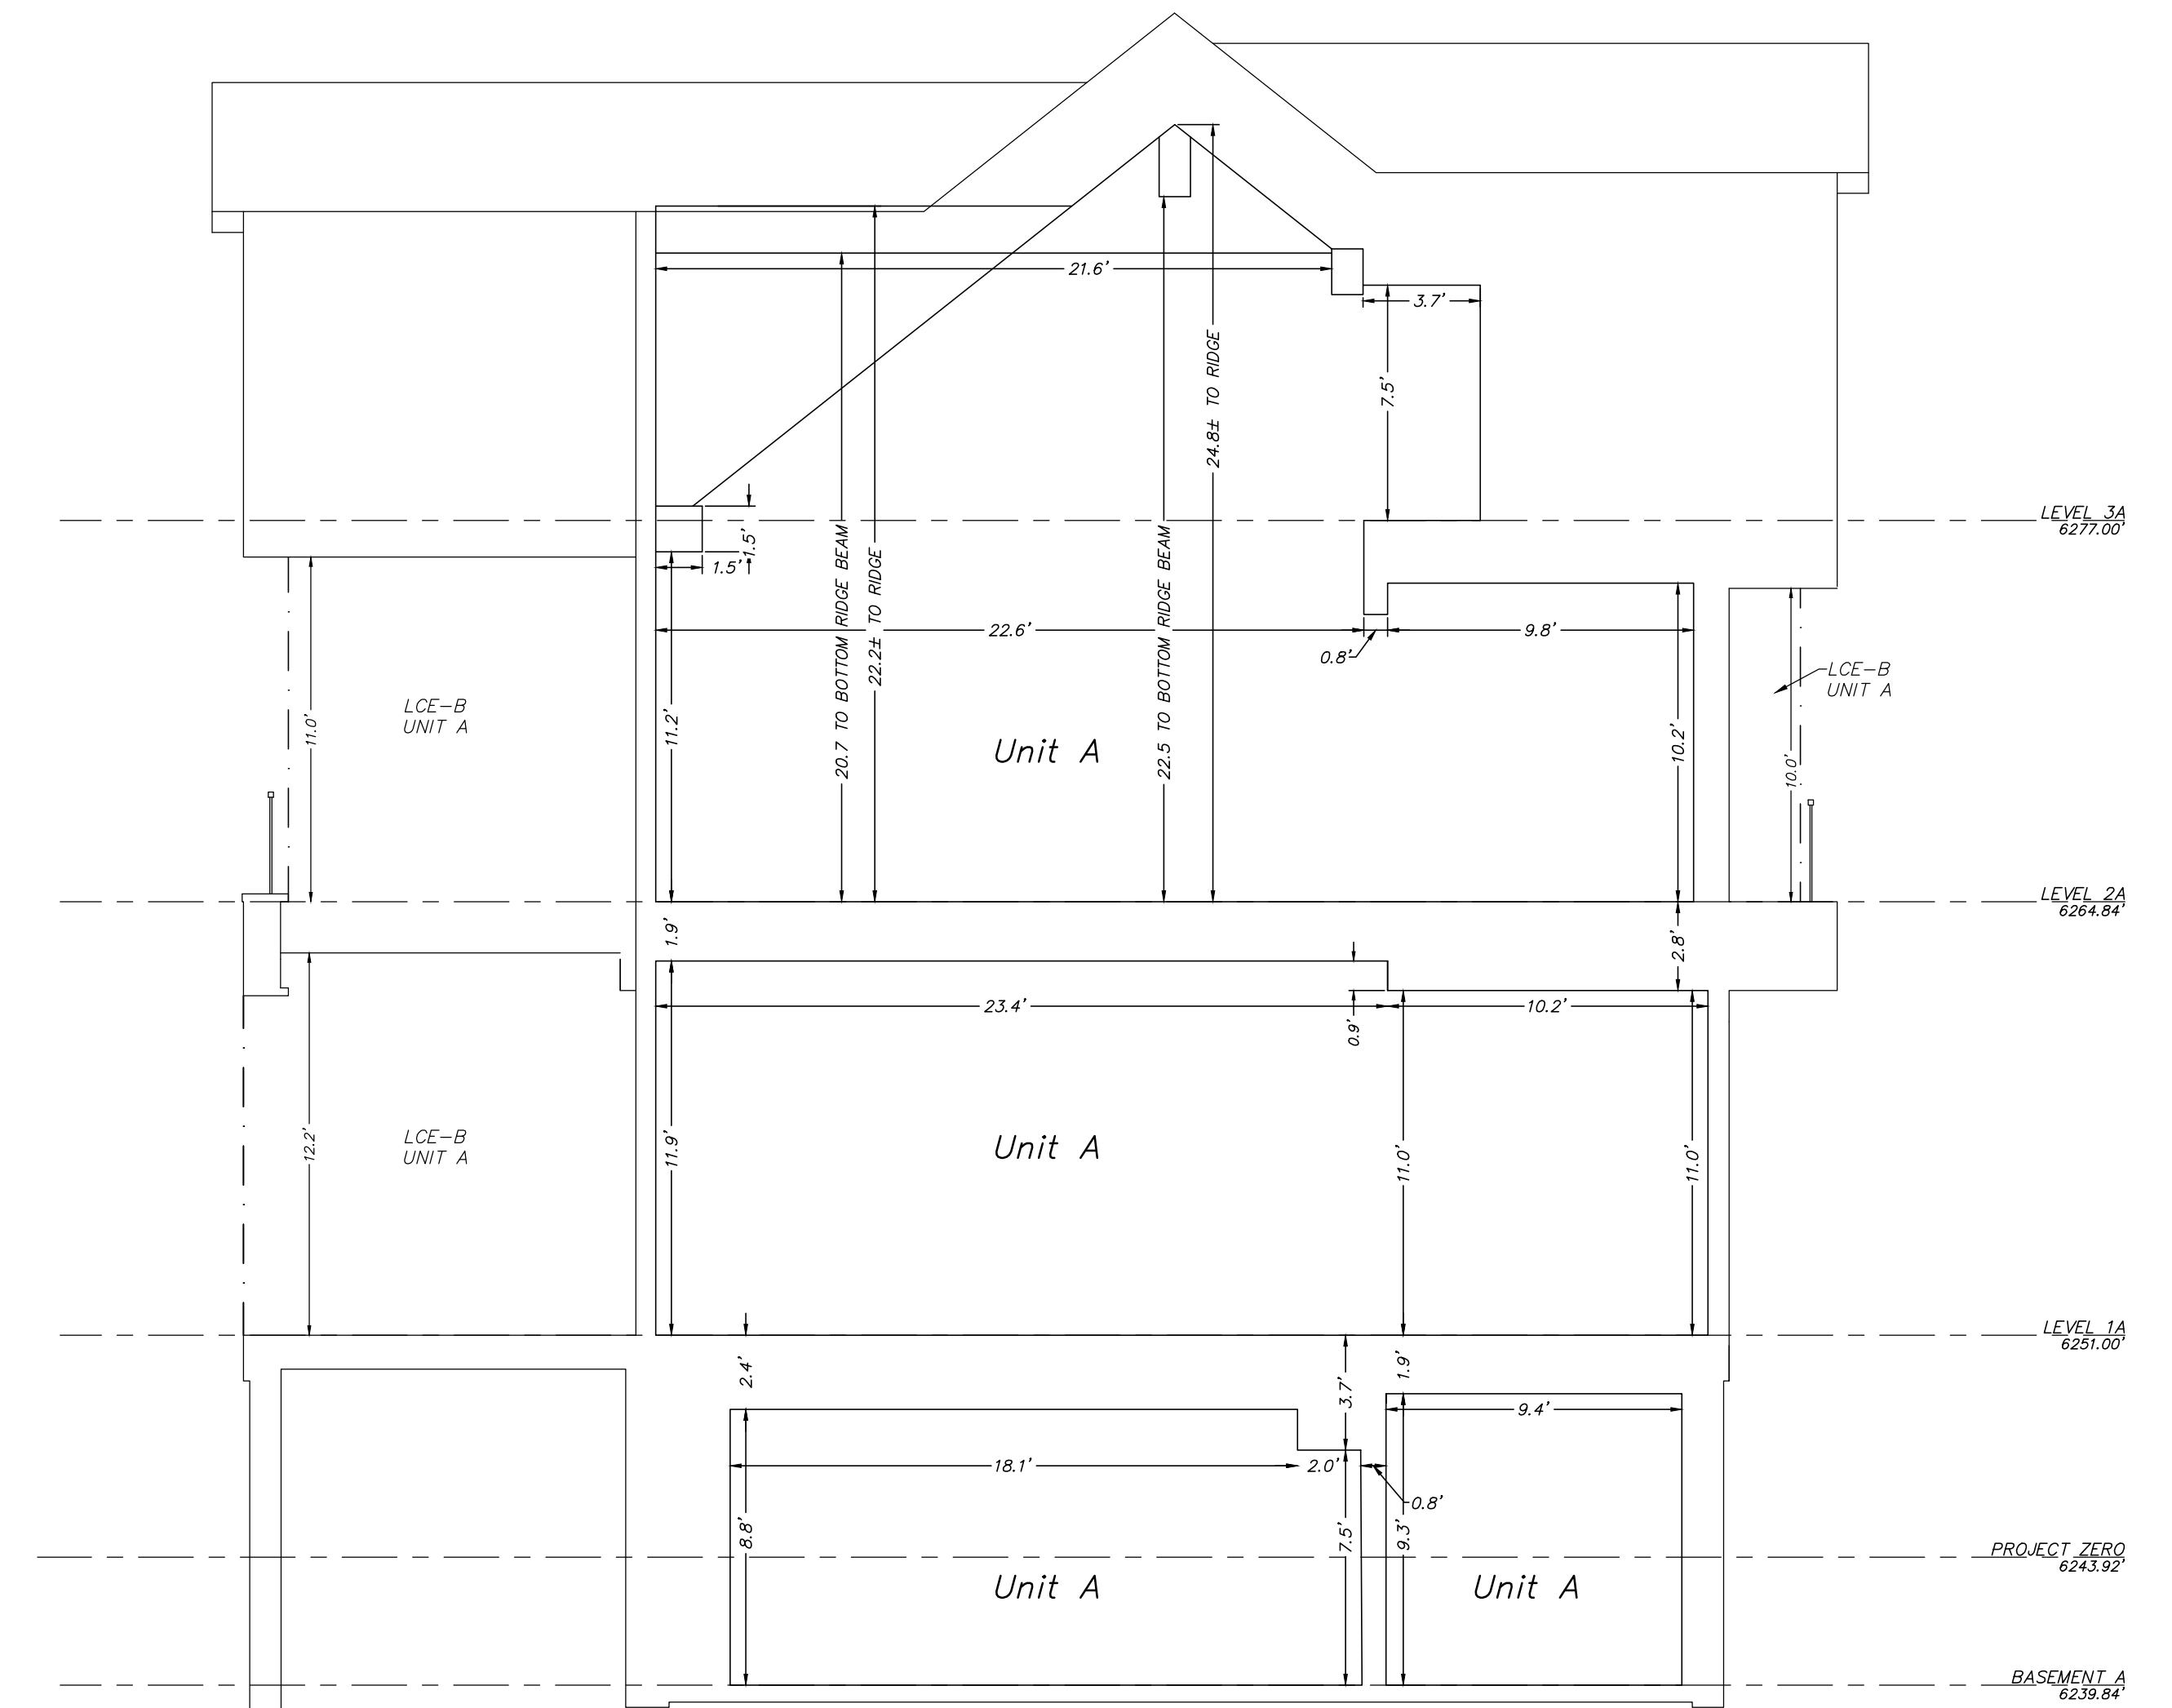 21.6'
3.7'
7.5'
24.8± TO RIDGE
LEVEL 3A
6277.00'
1.5'
1.5'
20.7 TO BOTTOM RIDGE BEAM
22.2± TO RIDGE
22.5 TO BOTTOM RIDGE BEAM
22.6'
9.8'
0.8'
LCE-B
UNIT A
LCE-B
UNIT A
11.0'
11.2'
Unit A
10.2'
10.0'
LEVEL 2A
6264.84'
1.9'
2.8'
23.4'
10.2'
0.9'
LCE-B
UNIT A
12.2'
11.9'
Unit A
11.0'
11.0'
LEVEL 1A
6251.00'
2.4'
3.7'
1.9'
9.4'
18.1'
2.0'
0.8'
8.8'
7.5'
9.3'
PROJECT ZERO
6243.92'
Unit A
Unit A
BASEMENT A
6239.84'